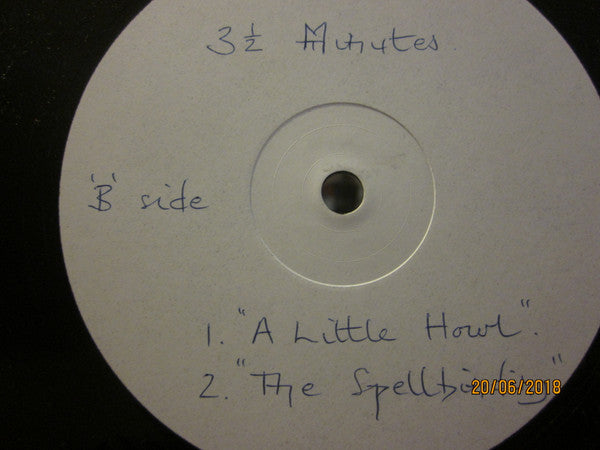 3½ Minutes
'B' side
1. "A Little Howl".
2. "The Spellbinding"
20/06/2018